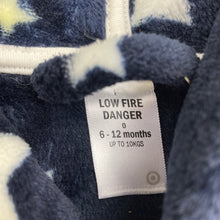 LOW FIRE
DANGER
0
6 - 12 months
UP TO 10KGS